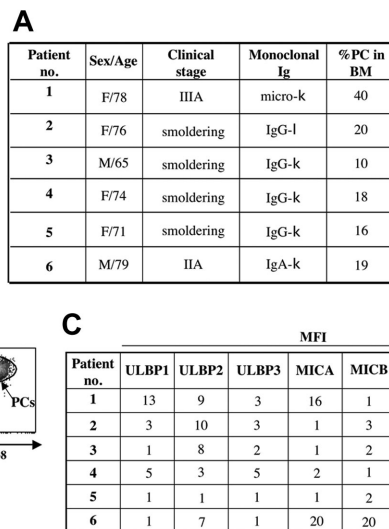 A
Patient no. Sex/Age Clinical stage Monoclonal Ig %PC in BM
1 F/78 IIIA micro-k 40
2 F/76 smoldering IgG-l 20
3 M/65 smoldering IgG-k 10
4 F/74 smoldering IgG-k 18
5 F/71 smoldering IgG-k 16
6 M/79 IIA IgA-k 19
PCs
8
C
MFI
Patient no. ULBP1 ULBP2 ULBP3 MICA MICB
1 13 9 3 16 1
2 3 10 3 1 3
3 1 8 2 1 2
4 5 3 5 2 1
5 1 1 1 1 2
6 1 7 1 20 20